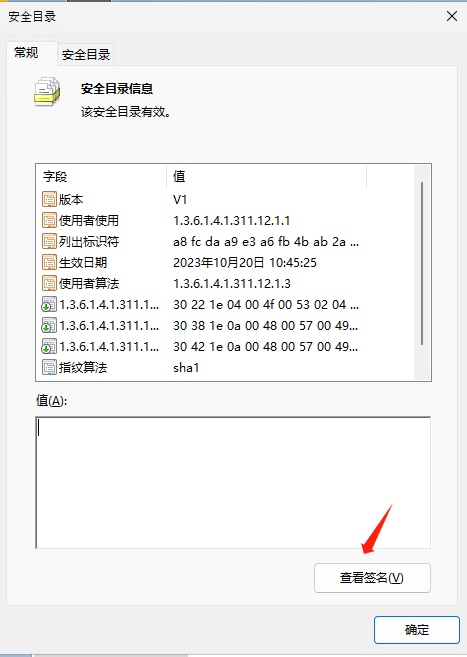 安全目录
常规
安全目录
安全目录信息
该安全目录有效。
字段 值
版本 V1
使用者使用 1.3.6.1.4.1.311.12.1.1
列出标识符 a8 fc da a9 e3 a6 fb 4b ab 2a ...
生效日期 2023年10月20日 10:45:25
使用者算法 1.3.6.1.4.1.311.12.1.3
1.3.6.1.4.1.311.1... 30 22 1e 04 00 4f 00 53 02 04 ...
1.3.6.1.4.1.311.1... 30 38 1e 0a 00 48 00 57 00 49...
1.3.6.1.4.1.311.1... 30 42 1e 0a 00 48 00 57 00 49...
指纹算法 sha1
值(A):
查看签名(V)
确定